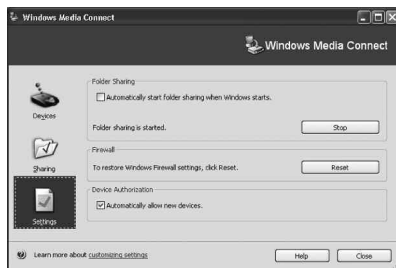 Windows Media Connect
Windows Media Connect
Devices
Sharing
Settings
Folder Sharing
Automatically start folder sharing when Windows starts.
Folder sharing is started.
Stop
Firewall
To restore Windows Firewall settings, click Reset.
Reset
Device Authorization
Automatically allow new devices.
Learn more about customizing settings
Help
Close